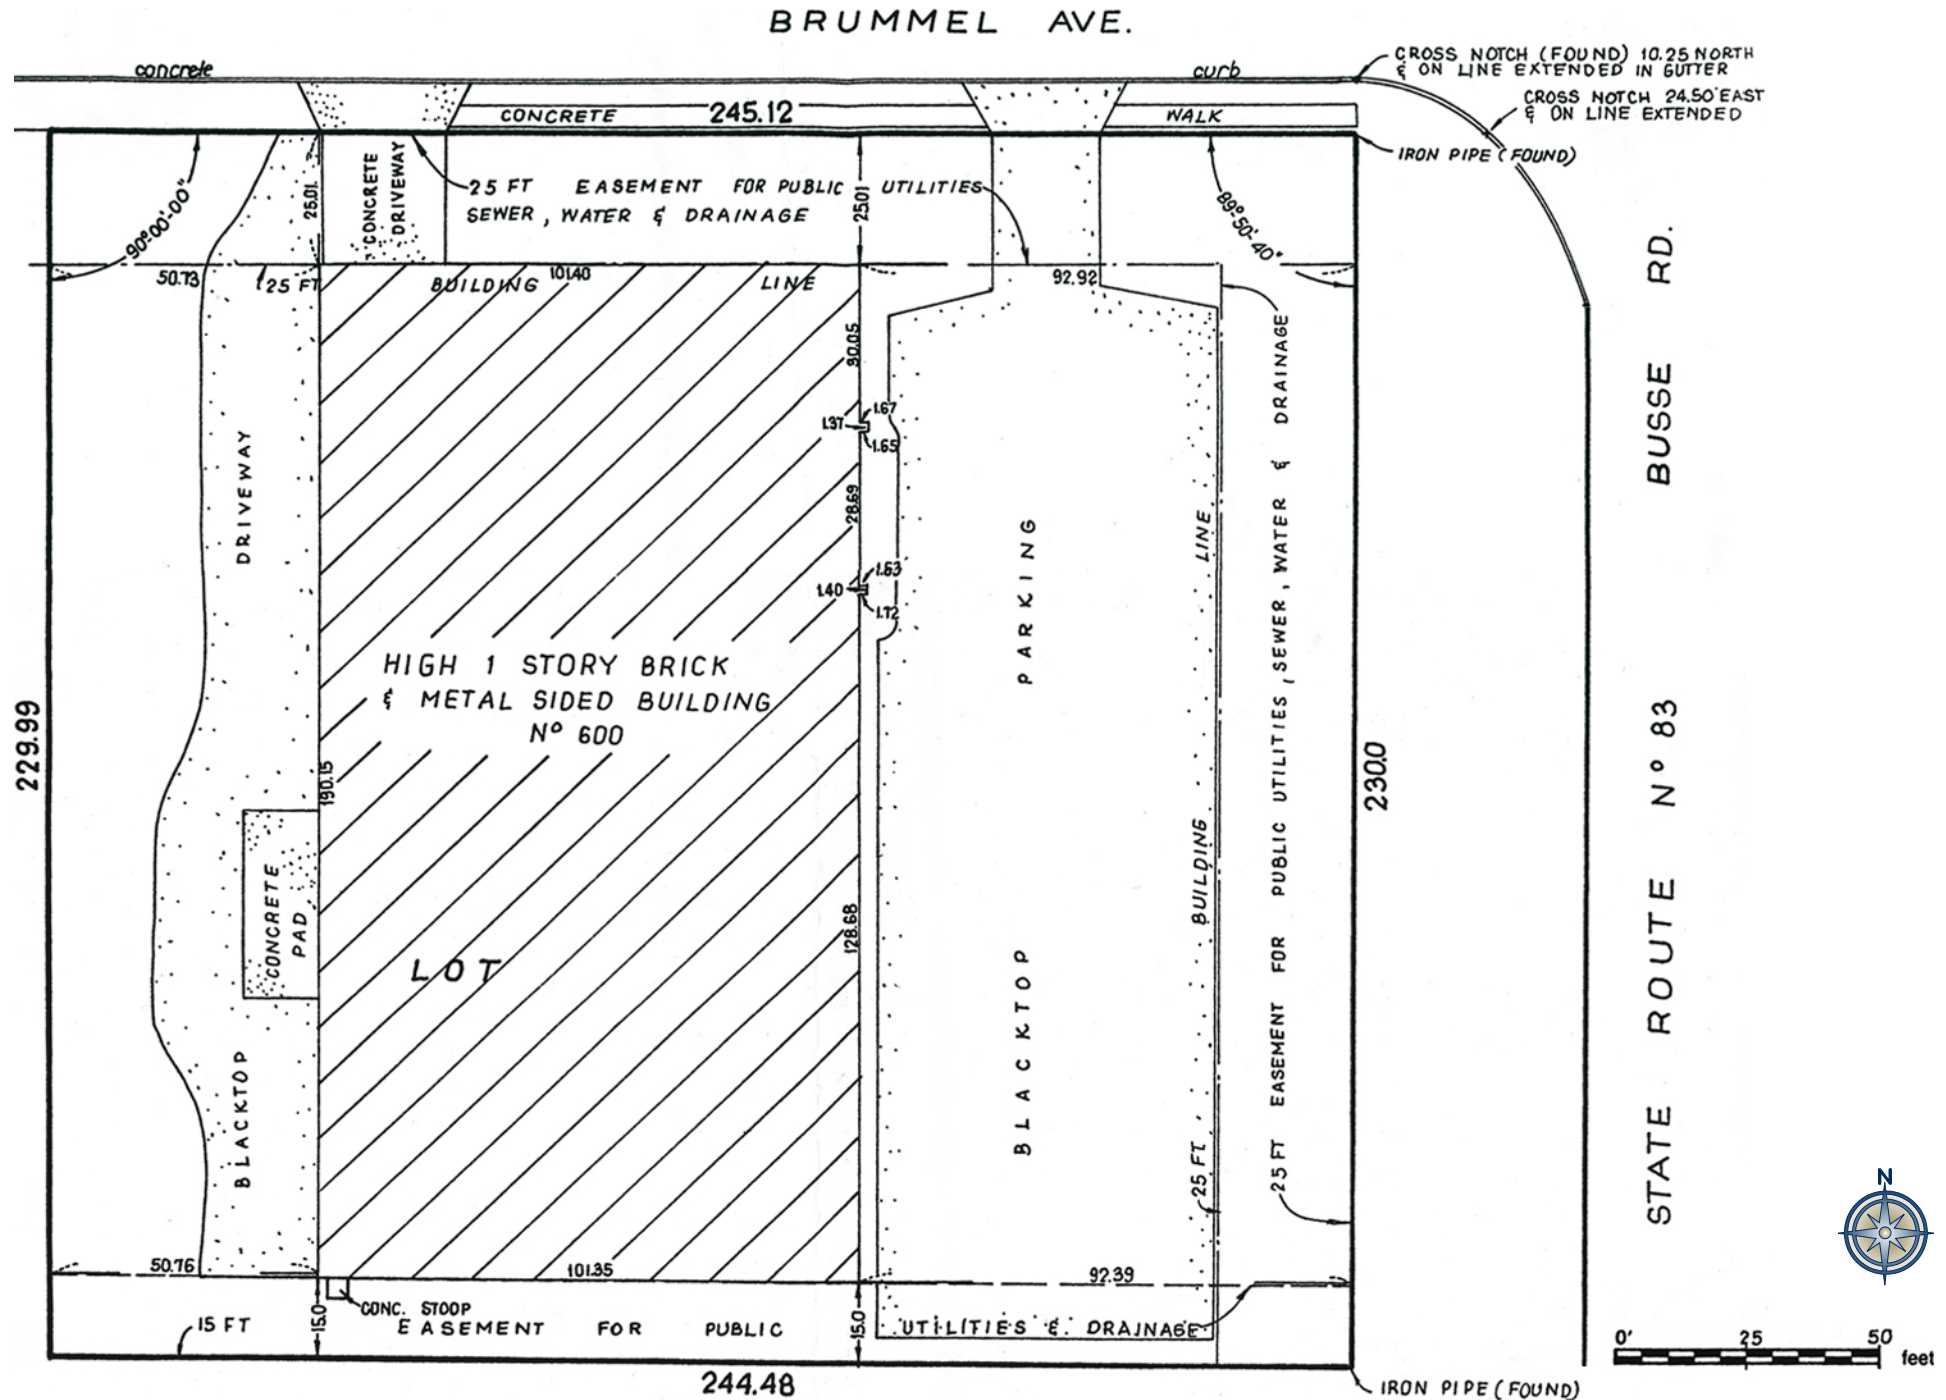 BRUMMEL AVE.
concrete
curb
CROSS NOTCH (FOUND) 10.25 NORTH
& ON LINE EXTENDED IN GUTTER
CROSS NOTCH 24.50' EAST
& ON LINE EXTENDED
CONCRETE
245.12
WALK
IRON PIPE (FOUND)
90°-00'-00"
25.01
CONCRETE
DRIVEWAY
25 FT EASEMENT FOR PUBLIC UTILITIES
SEWER, WATER & DRAINAGE
25.01
89°-50'-40"
50.73
25 FT
BUILDING
101.40
LINE
92.92
30.05
1.67
1.37
1.65
28.69
1.63
1.40
1.72
DRIVEWAY
HIGH 1 STORY BRICK
& METAL SIDED BUILDING
Nº 600
190.15
229.99
CONCRETE
PAD
LOT
128.68
BLACKTOP
PARKING
BLACKTOP
25 FT BUILDING LINE
25 FT EASEMENT FOR PUBLIC UTILITIES, SEWER, WATER & DRAINAGE
230.0
BUSSE RD.
STATE ROUTE Nº 83
50.76
101.35
92.39
15.0
CONC. STOOP
15.0
15 FT EASEMENT FOR PUBLIC UTILITIES & DRAINAGE
244.48
IRON PIPE (FOUND)
N
0' 25 50
feet